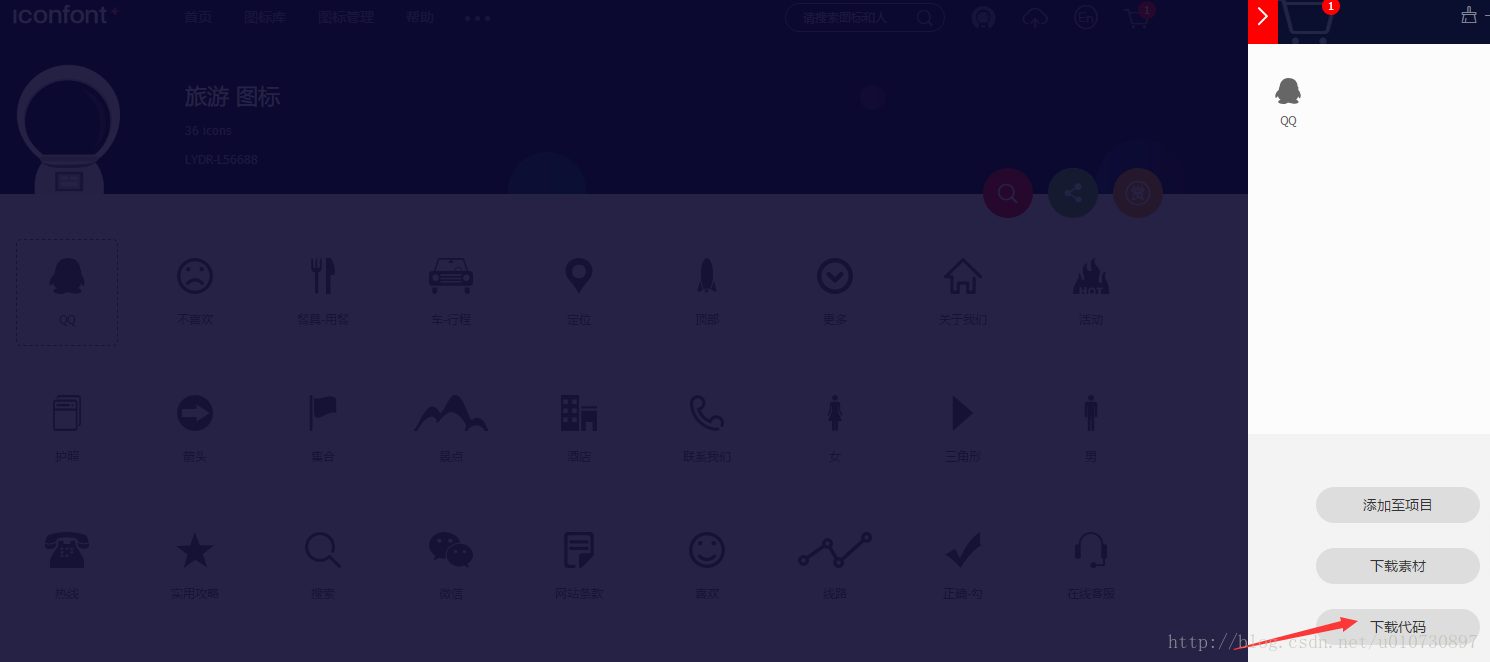 iconfont+
首页 图标库 图标管理 帮助 •••
请搜索图标和人
En
1
1
旅游 图标
36 icons
LYDR-L56688
赏
QQ
QQ 不喜欢 餐具-用餐 车-行程 定位 顶部 更多 关于我们 活动
HOT
护照 箭头 集合 景点 酒店 联系我们 女 三角形 男
热线 实用攻略 搜索 微信 网站条款 喜欢 线路 正确-勾 在线客服
添加至项目
下载素材
下载代码
http://blog.csdn.net/u010730897